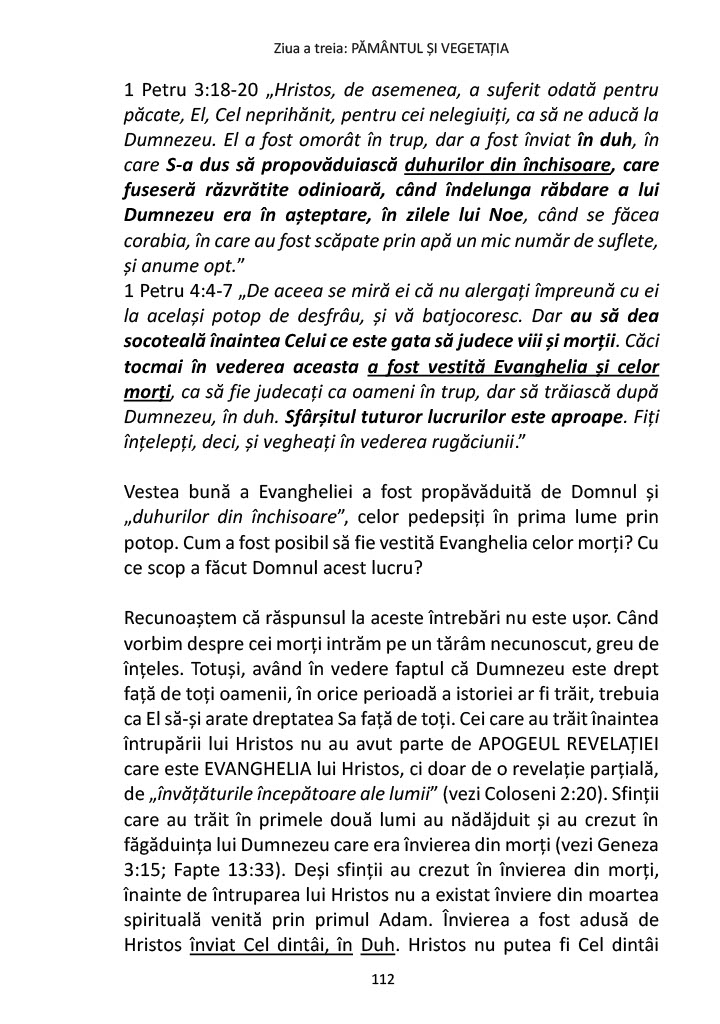 Ziua a treia: PĂMÂNTUL ȘI VEGETAȚIA
1 Petru 3:18-20 „Hristos, de asemenea, a suferit odată pentru
păcate, El, Cel neprihănit, pentru cei nelegiuiți, ca să ne aducă la
Dumnezeu. El a fost omorât în trup, dar a fost înviat în duh, în
care S-a dus să propovăduiască duhurilor din închisoare, care
fuseseră răzvrătite odinioară, când îndelunga răbdare a lui
Dumnezeu era în așteptare, în zilele lui Noe, când se făcea
corabia, în care au fost scăpate prin apă un mic număr de suflete,
și anume opt.”
1 Petru 4:4-7 „De aceea se miră ei că nu alergați împreună cu ei
la același potop de desfrâu, și vă batjocoresc. Dar au să dea
socoteală înaintea Celui ce este gata să judece viii și morții. Căci
tocmai în vederea aceasta a fost vestită Evanghelia și celor
morți, ca să fie judecați ca oameni în trup, dar să trăiască după
Dumnezeu, în duh. Sfârșitul tuturor lucrurilor este aproape. Fiți
înțelepți, deci, și vegheați în vederea rugăciunii.”
Vestea bună a Evangheliei a fost propăvăduită de Domnul și
„duhurilor din închisoare”, celor pedepsiți în prima lume prin
potop. Cum a fost posibil să fie vestită Evanghelia celor morți? Cu
ce scop a făcut Domnul acest lucru?
Recunoaștem că răspunsul la aceste întrebări nu este ușor. Când
vorbim despre cei morți intrăm pe un tărâm necunoscut, greu de
înțeles. Totuși, având în vedere faptul că Dumnezeu este drept
față de toți oamenii, în orice perioadă a istoriei ar fi trăit, trebuia
ca El să-și arate dreptatea Sa față de toți. Cei care au trăit înaintea
întrupării lui Hristos nu au avut parte de APOGEUL REVELAȚIEI
care este EVANGHELIA lui Hristos, ci doar de o revelație parțială,
de „învățăturile începătoare ale lumii” (vezi Coloseni 2:20). Sfinții
care au trăit în primele două lumi au nădăjduit și au crezut în
făgăduința lui Dumnezeu care era învierea din morți (vezi Geneza
3:15; Fapte 13:33). Deși sfinții au crezut în învierea din morți,
înainte de întruparea lui Hristos nu a existat înviere din moartea
spirituală venită prin primul Adam. Învierea a fost adusă de
Hristos înviat Cel dintâi, în Duh. Hristos nu putea fi Cel dintâi
112